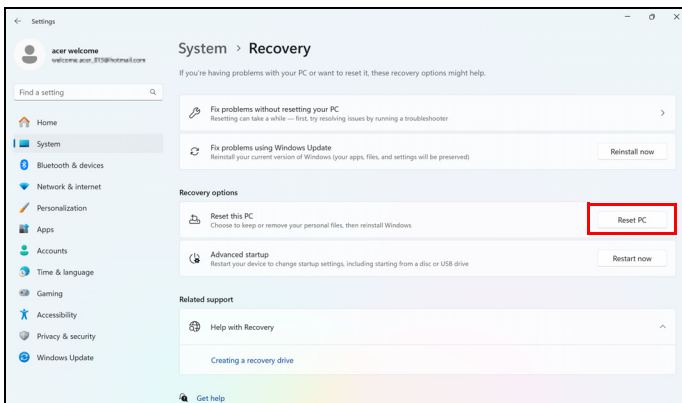 Settings
acer welcome
System > Recovery
If you're having problems with your PC or want to reset it, these recovery options might help.
Find a setting
Fix problems without resetting your PC
Resetting can take a while — first, try resolving issues by running a troubleshooter
Home
System
Fix problems using Windows Update
Reinstall your current version of Windows (your apps, files, and settings will be preserved)
Reinstall now
Bluetooth & devices
Network & internet
Recovery options
Personalization
Reset this PC
Choose to keep or remove your personal files, then reinstall Windows
Reset PC
Apps
Accounts
Advanced startup
Restart your device to change startup settings, including starting from a disc or USB drive
Restart now
Time & language
Gaming
Related support
Accessibility
Help with Recovery
Privacy & security
Windows Update
Creating a recovery drive
Get help